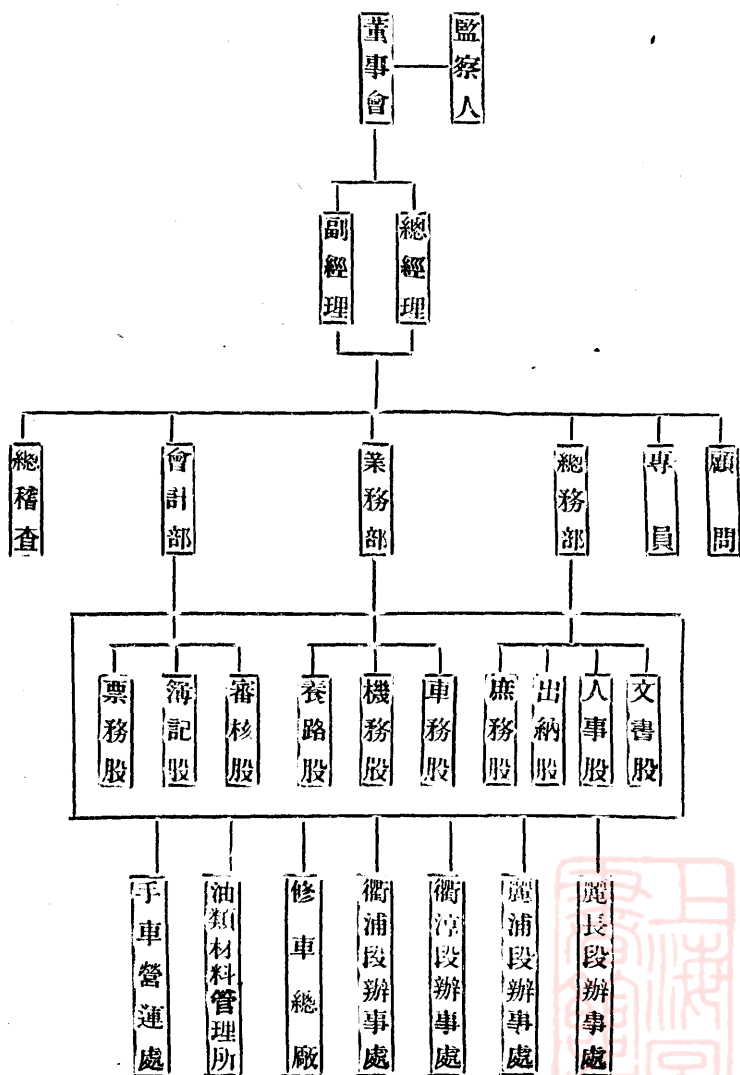 監察人
董事會
總經理
副經理
顧問
專員
總務部
業務部
會計部
總稽查
文書股
人事股
出納股
庶務股
車務股
機務股
養路股
審核股
簿記股
票務股
麗長段辦事處
麗浦段辦事處
衢淳段辦事處
衢浦段辦事處
修車總廠
油類材料管理所
手車營運處
上海